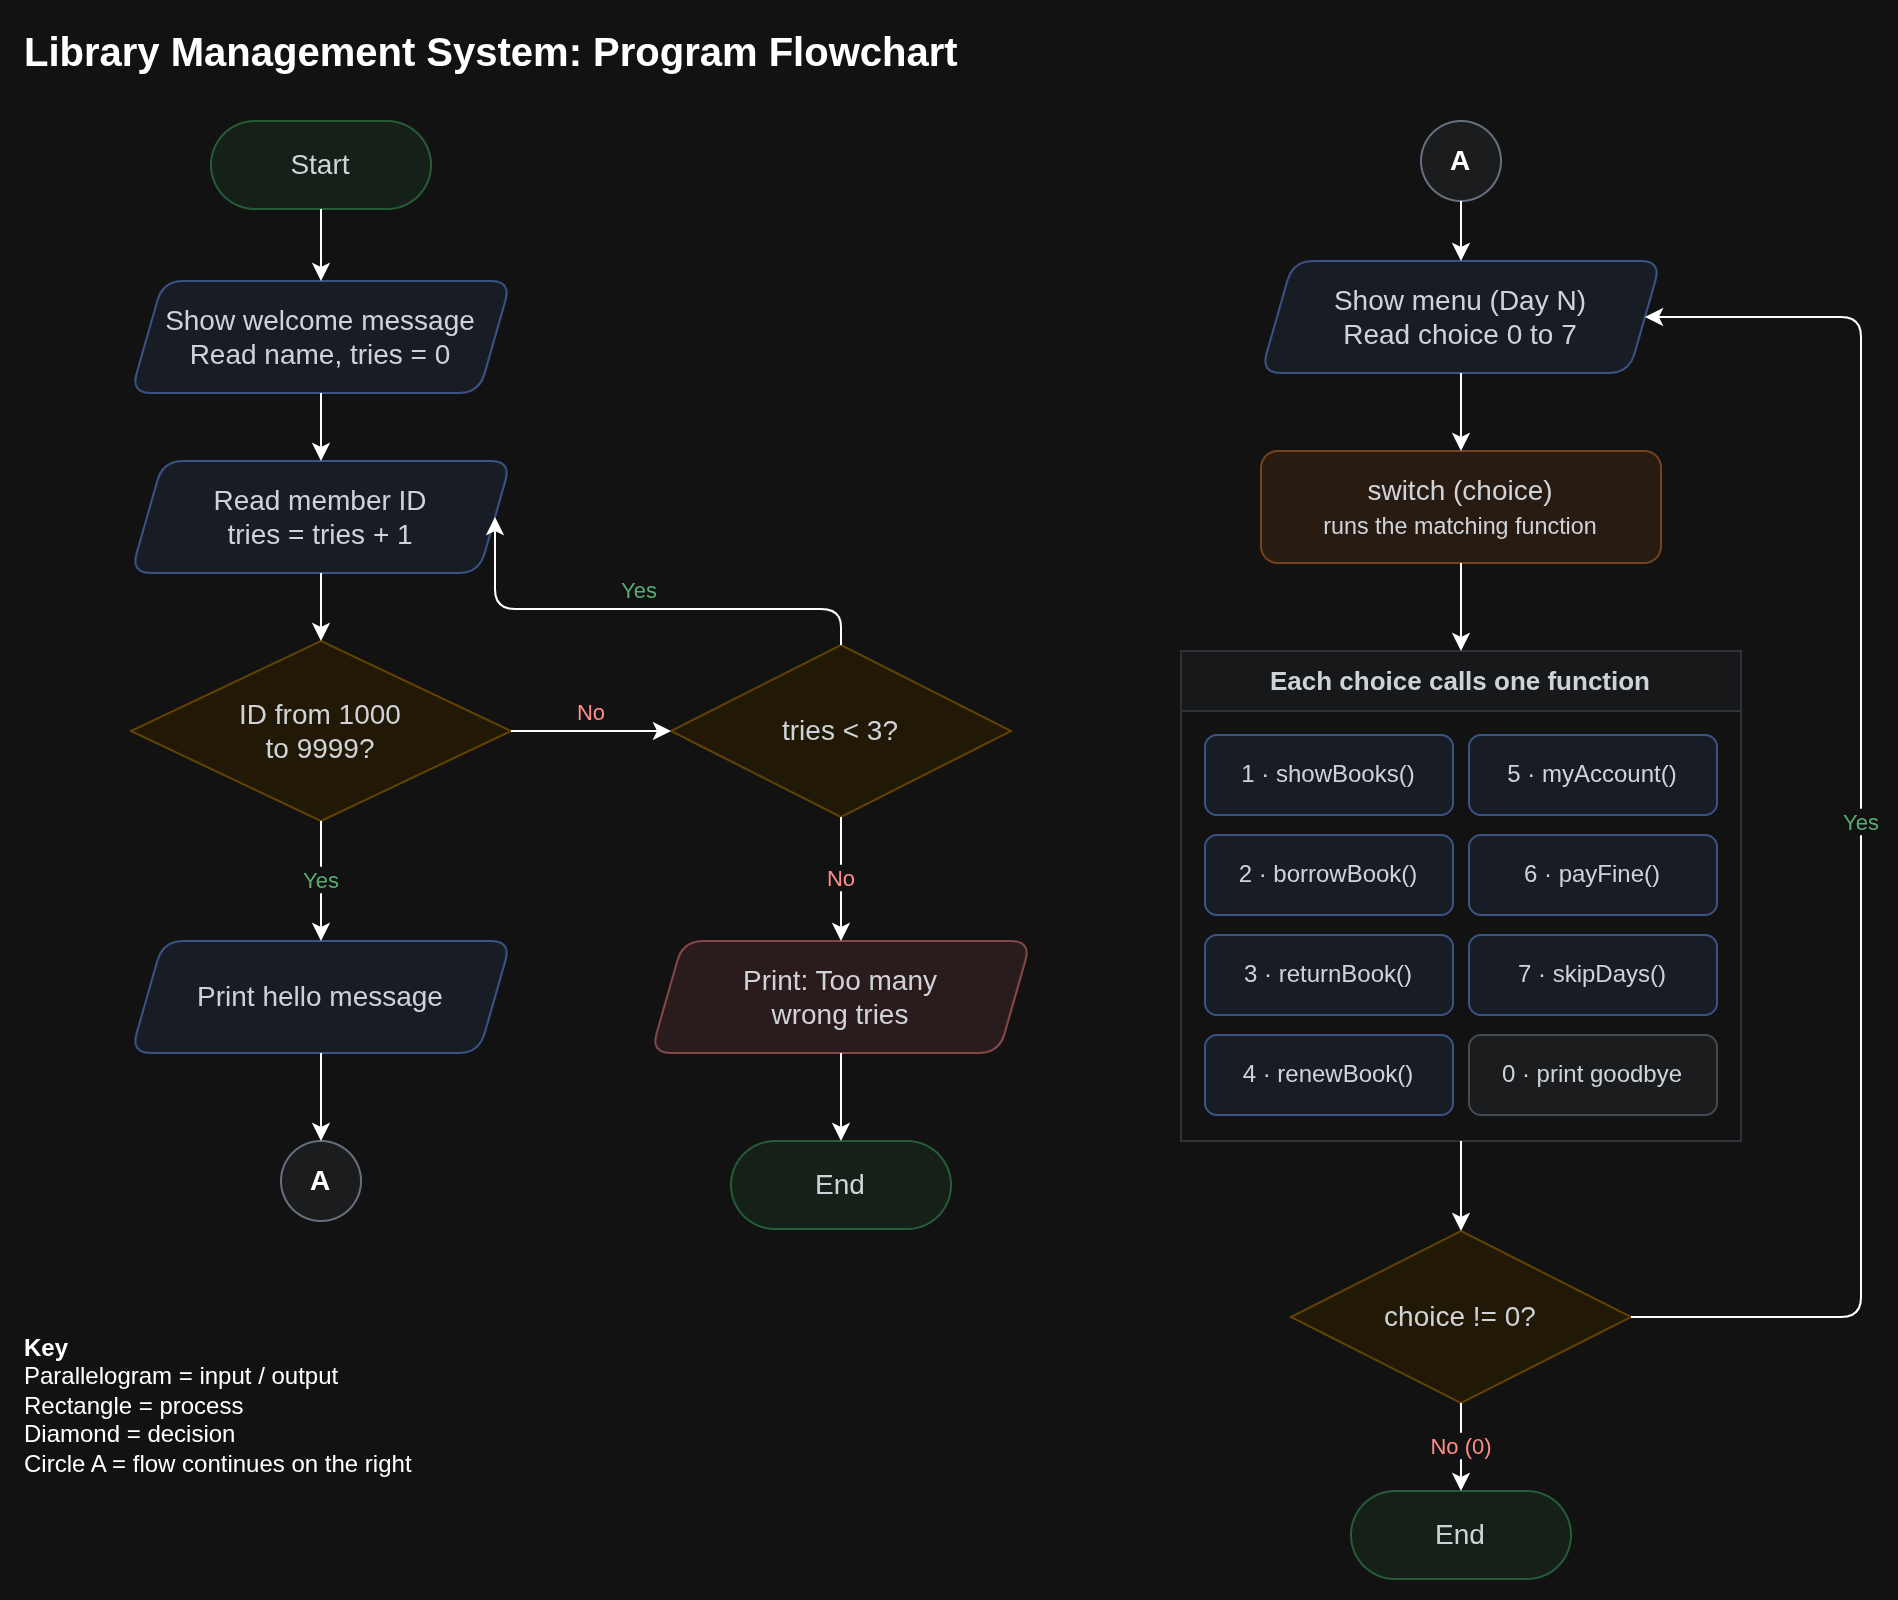 Library Management System: Program Flowchart
Start
Show welcome message
Read name, tries = 0
Read member ID
tries = tries + 1
Yes
ID from 1000
to 9999?
No
tries < 3?
Yes
No
Print hello message
Print: Too many
wrong tries
A
End
Key
Parallelogram = input / output
Rectangle = process
Diamond = decision
Circle A = flow continues on the right
A
Show menu (Day N)
Read choice 0 to 7
switch (choice)
runs the matching function
Each choice calls one function
1 · showBooks()
5 · myAccount()
2 · borrowBook()
6 · payFine()
3 · returnBook()
7 · skipDays()
4 · renewBook()
0 · print goodbye
Yes
choice != 0?
No (0)
End